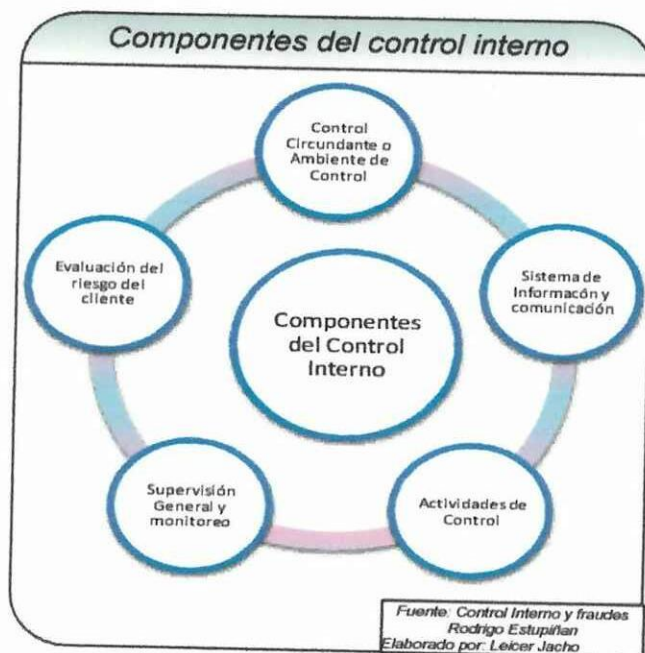 Componentes del control interno
Control
Circundante o
Ambiente de
Control
Sistema de
Informacón y
comunicación
Actividades de
Control
Supervisión
General y
monitoreo
Evaluación del
riesgo del
cliente
Componentes
del Control
Interno
Fuente: Control Interno y fraudes
Rodrigo Estupiñan
Elaborado por: Leicer Jacho